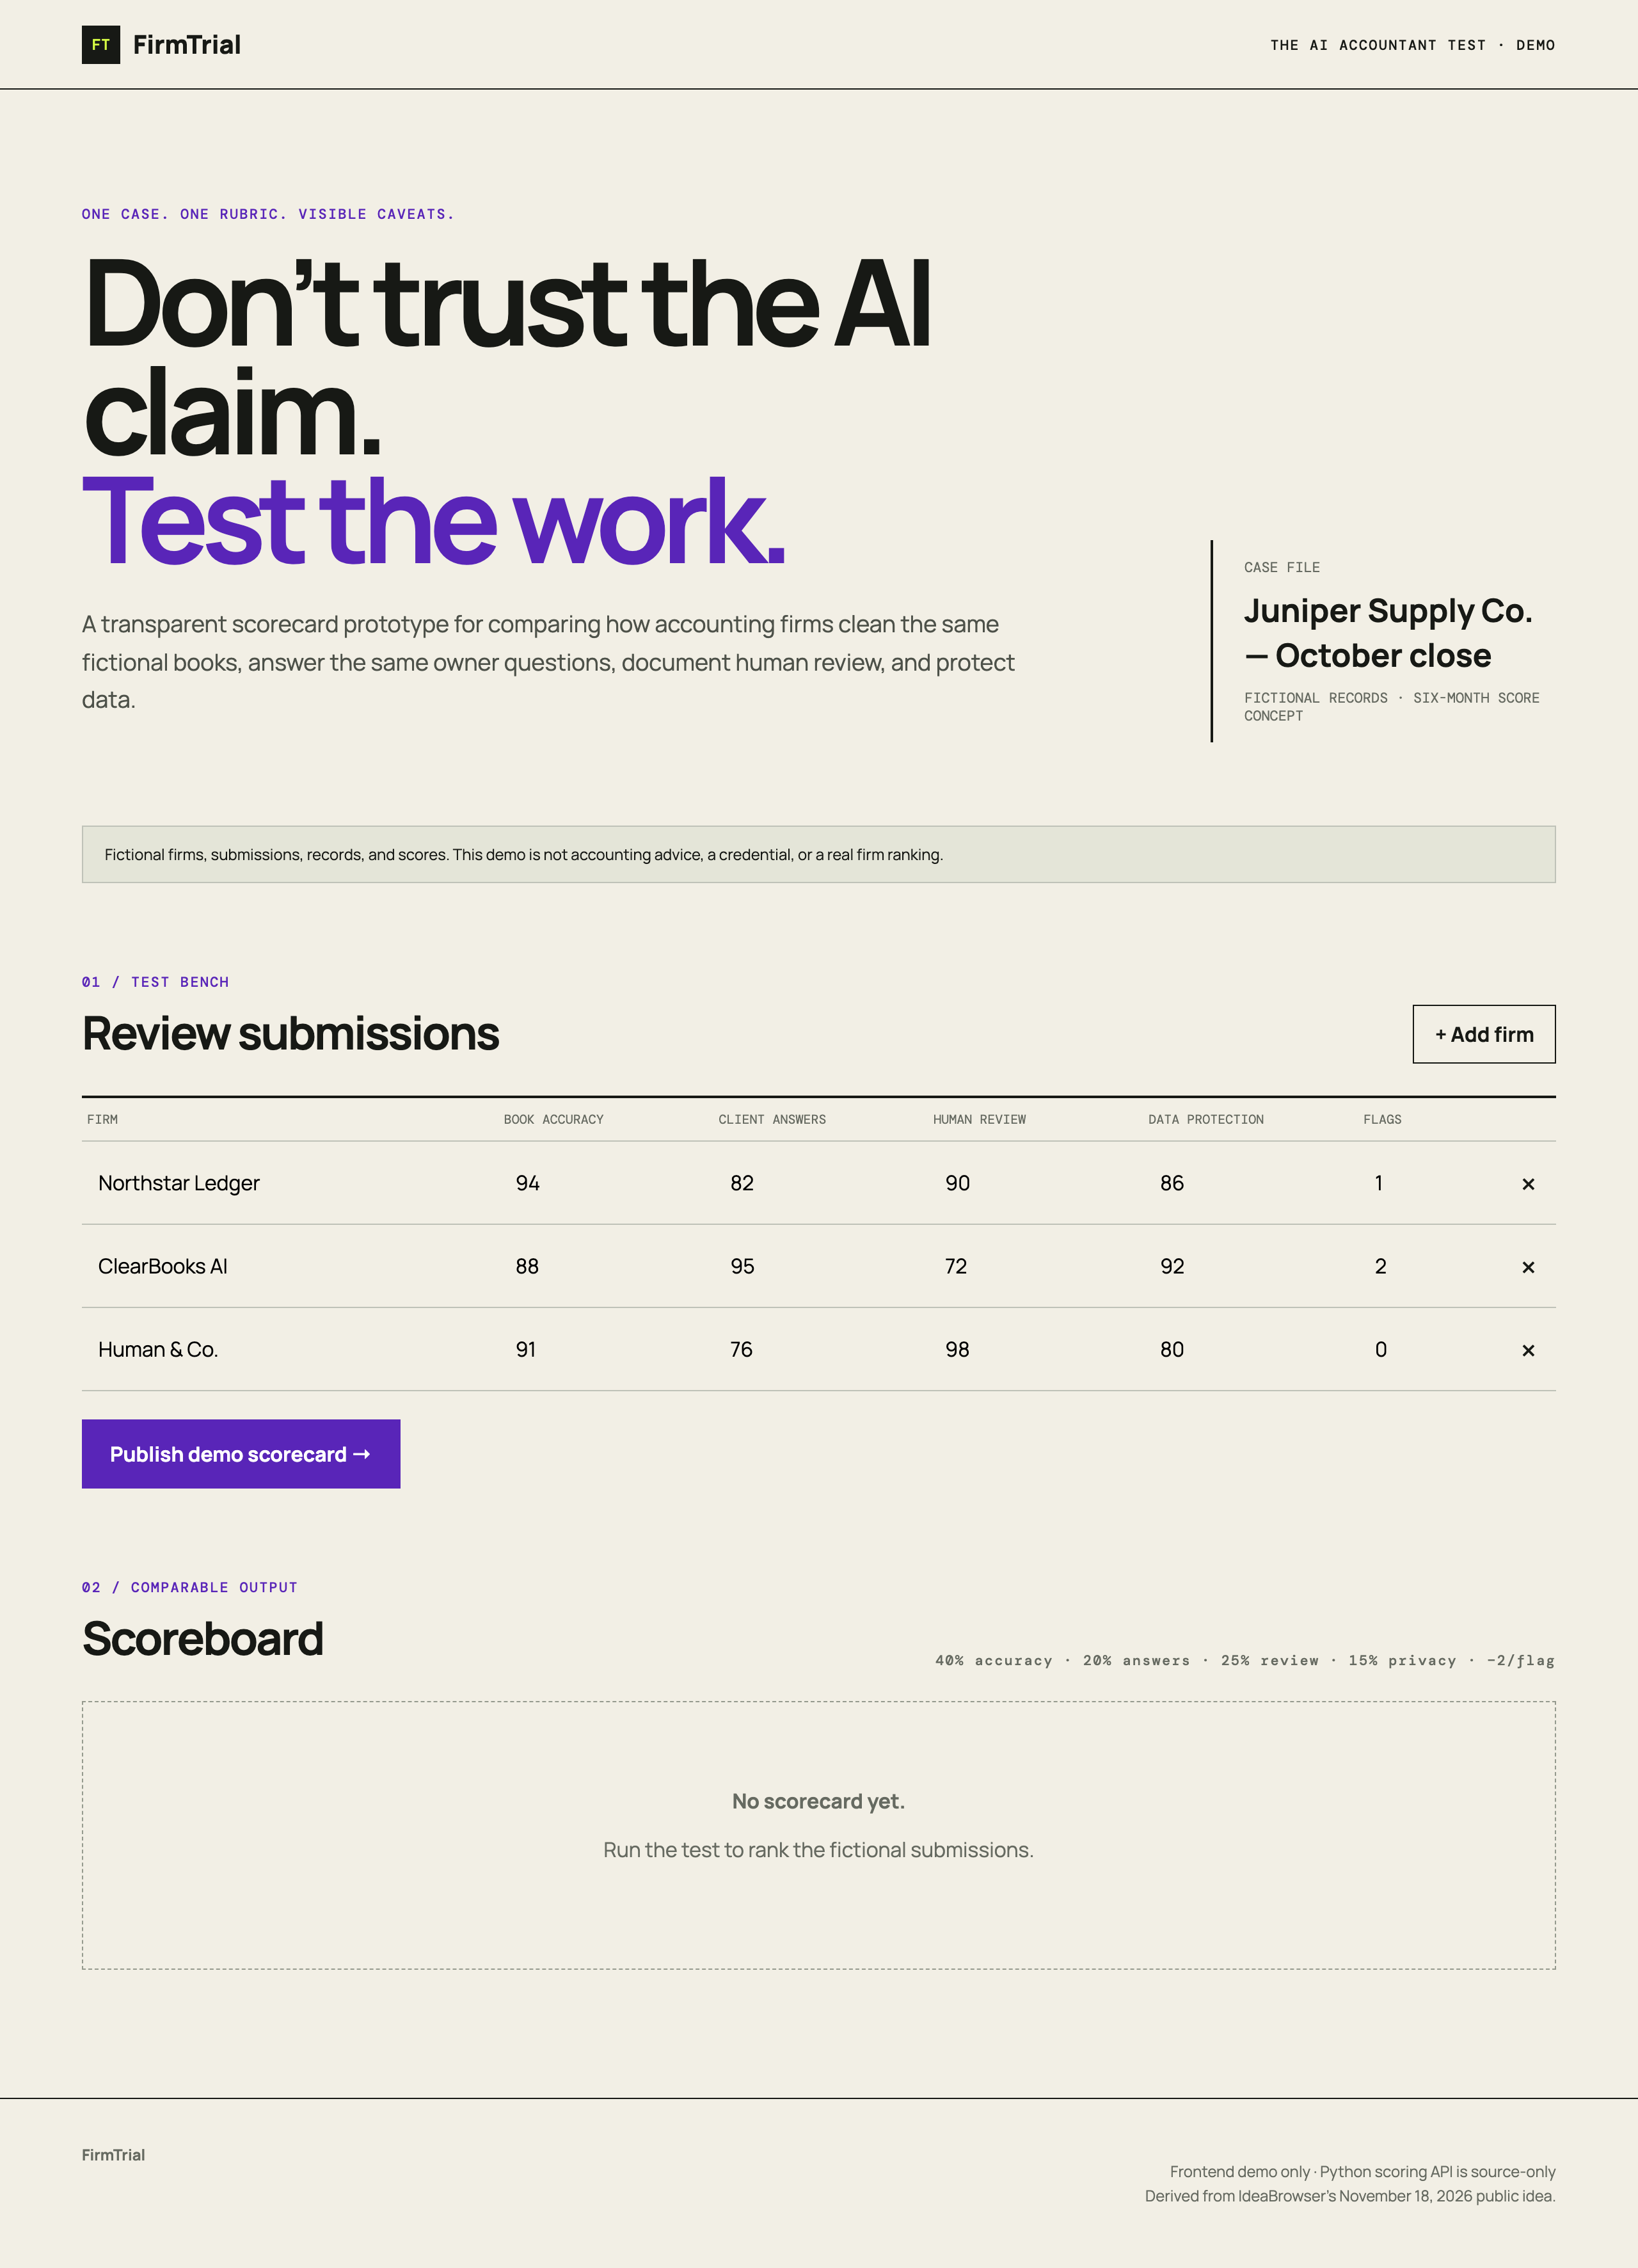 FT FirmTrial
THE AI ACCOUNTANT TEST · DEMO
ONE CASE. ONE RUBRIC. VISIBLE CAVEATS.
Don’t trust the AI
claim.
Test the work.
A transparent scorecard prototype for comparing how accounting firms clean the same
fictional books, answer the same owner questions, document human review, and protect
data.
CASE FILE
Juniper Supply Co.
— October close
FICTIONAL RECORDS · SIX-MONTH SCORE
CONCEPT
Fictional firms, submissions, records, and scores. This demo is not accounting advice, a credential, or a real firm ranking.
01 / TEST BENCH
Review submissions
+ Add firm
FIRM BOOK ACCURACY CLIENT ANSWERS HUMAN REVIEW DATA PROTECTION FLAGS
Northstar Ledger 94 82 90 86 1 ×
ClearBooks AI 88 95 72 92 2 ×
Human & Co. 91 76 98 80 0 ×
Publish demo scorecard →
02 / COMPARABLE OUTPUT
Scoreboard
40% accuracy · 20% answers · 25% review · 15% privacy · −2/flag
No scorecard yet.
Run the test to rank the fictional submissions.
FirmTrial
Frontend demo only · Python scoring API is source-only
Derived from IdeaBrowser's November 18, 2026 public idea.